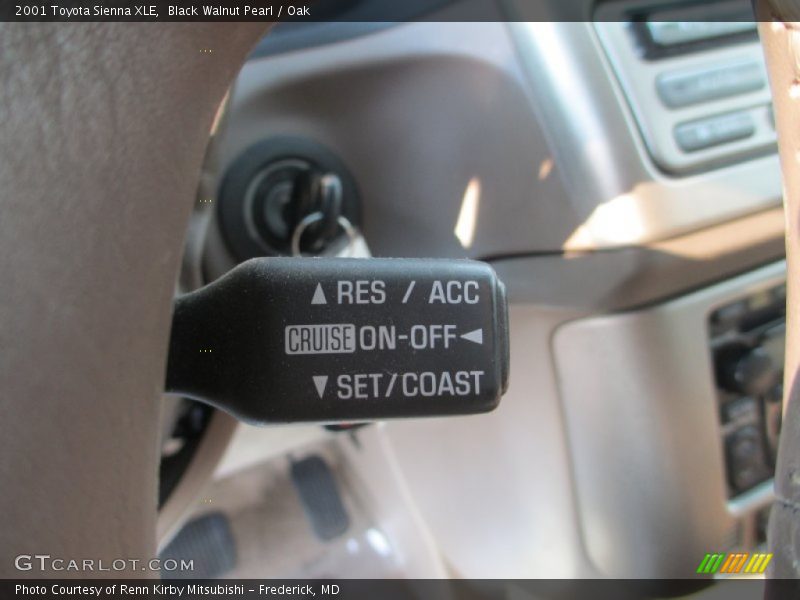 2001 Toyota Sienna XLE, Black Walnut Pearl / Oak
▲ RES / ACC
CRUISE ON-OFF ◄
▼ SET/COAST
GTCARLOT.COM
Photo Courtesy of Renn Kirby Mitsubishi – Frederick, MD